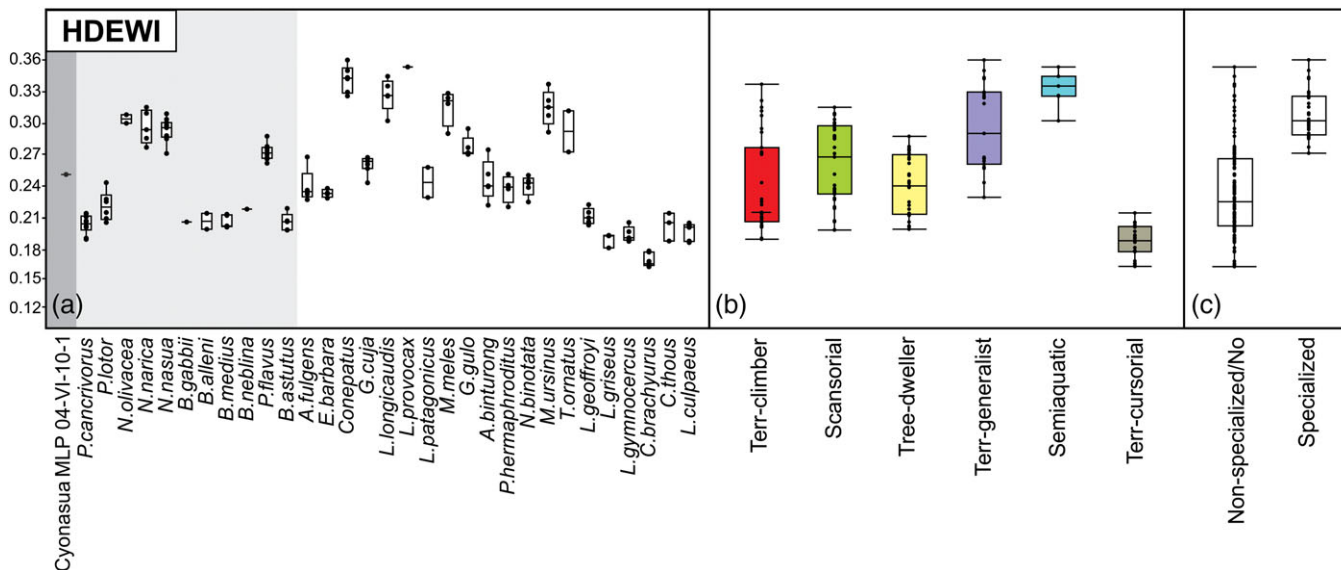 HDEWI
0.36
0.33
0.30
0.27
0.24
0.21
0.18
0.15
0.12
(a)
(b)
(c)
Cyonasua MLP 04-VI-10-1
P.cancrivorus
P.lotor
N.olivacea
N.narica
N.nasua
B.gabbii
B.alleni
B.medius
B.neblina
P.flavus
B.astutus
A.fulgens
E.barbara
Conepatus
G.cuja
L.longicaudis
L.provocax
L.patagonicus
M.meles
G.gulo
A.binturong
P.hermaphroditus
N.binotata
M.ursinus
T.ornatus
L.geoffroyi
L.griseus
L.gymnocercus
C.brachyurus
C.thous
L.culpaeus
Terr-climber
Scansorial
Tree-dweller
Terr-generalist
Semiaquatic
Terr-cursorial
Non-specialized/No
Specialized